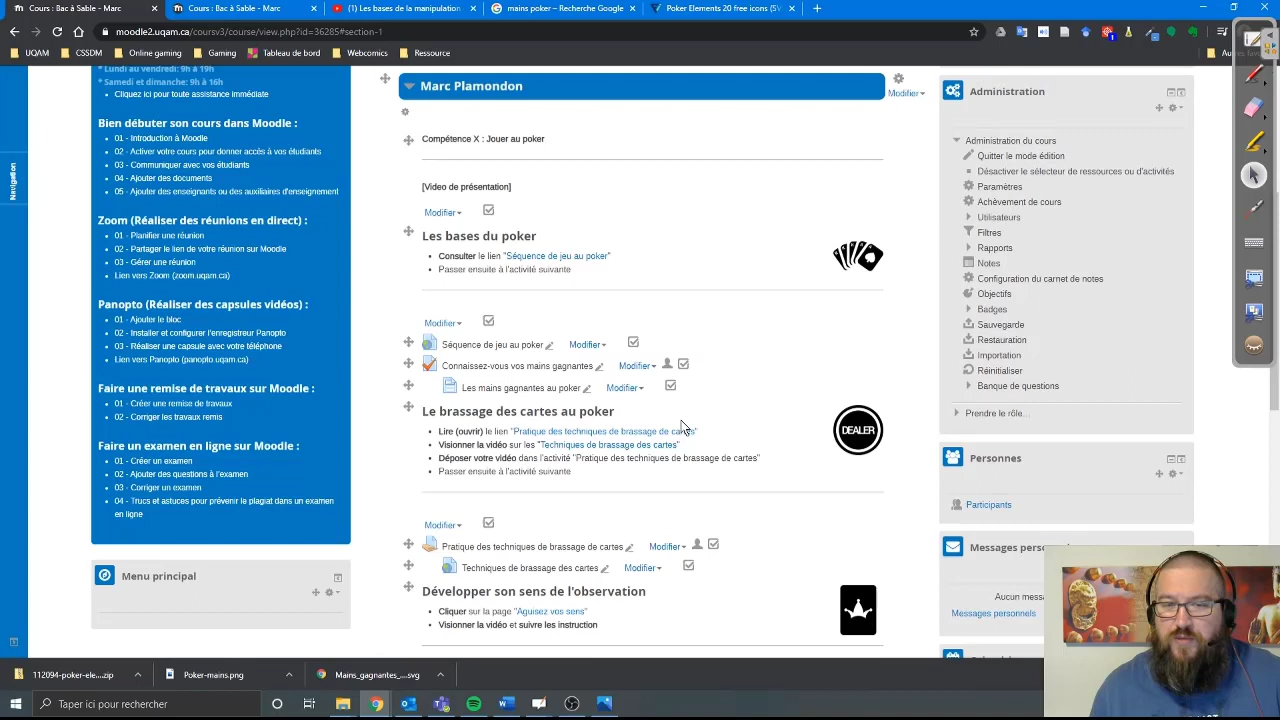 Cours : Bac à Sable - Marc
Cours : Bac à Sable - Marc
(1) Les bases de la manipulation
mains poker – Recherche Google
Poker Elements 20 free icons (SV
moodle2.uqam.ca/coursv3/course/view.php?id=36285#section-1
UQAM
CSSDM
Online gaming
Gaming
Tableau de bord
Webcomics
Ressource
Autres
Navigation
* Lundi au vendredi: 9h à 19h
* Samedi et dimanche: 9h à 16h
Cliquez ici pour toute assistance immédiate
Bien débuter son cours dans Moodle :
01 - Introduction à Moodle
02 - Activer votre cours pour donner accès à vos étudiants
03 - Communiquer avec vos étudiants
04 - Ajouter des documents
05 - Ajouter des enseignants ou des auxiliaires d'enseignement
Zoom (Réaliser des réunions en direct) :
01 - Planifier une réunion
02 - Partager le lien de votre réunion sur Moodle
03 - Gérer une réunion
Lien vers Zoom (zoom.uqam.ca)
Panopto (Réaliser des capsules vidéos) :
01 - Ajouter le bloc
02 - Installer et configurer l'enregistreur Panopto
03 - Réaliser une capsule avec votre téléphone
Lien vers Panopto (panopto.uqam.ca)
Faire une remise de travaux sur Moodle :
01 - Créer une remise de travaux
02 - Corriger les travaux remis
Faire un examen en ligne sur Moodle :
01 - Créer un examen
02 - Ajouter des questions à l'examen
03 - Corriger un examen
04 - Trucs et astuces pour prévenir le plagiat dans un examen
en ligne
Menu principal
Marc Plamondon
Modifier
Compétence X : Jouer au poker
[Video de présentation]
Modifier
Les bases du poker
Consulter le lien "Séquence de jeu au poker"
Passer ensuite à l'activité suivante
Modifier
Séquence de jeu au poker Modifier
Connaissez-vous vos mains gagnantes Modifier
Les mains gagnantes au poker Modifier
Le brassage des cartes au poker
DEALER
Lire (ouvrir) le lien "Pratique des techniques de brassage de cartes"
Visionner la vidéo sur les "Techniques de brassage des cartes"
Déposer votre vidéo dans l'activité "Pratique des techniques de brassage de cartes"
Passer ensuite à l'activité suivante
Modifier
Pratique des techniques de brassage de cartes Modifier
Techniques de brassage des cartes Modifier
Développer son sens de l'observation
Cliquer sur la page "Aguisez vos sens"
Visionner la vidéo et suivre les instruction
Administration
Administration du cours
Quitter le mode édition
Désactiver le sélecteur de ressources ou d'activités
Paramètres
Achèvement de cours
Utilisateurs
Filtres
Rapports
Notes
Configuration du carnet de notes
Objectifs
Badges
Sauvegarde
Restauration
Importation
Réinitialiser
Banque de questions
Prendre le rôle...
Personnes
Participants
Messages
Aucun
Messages personnels
112094-poker-ele....zip
Poker-mains.png
Mains_gagnantes_....svg
Taper ici pour rechercher